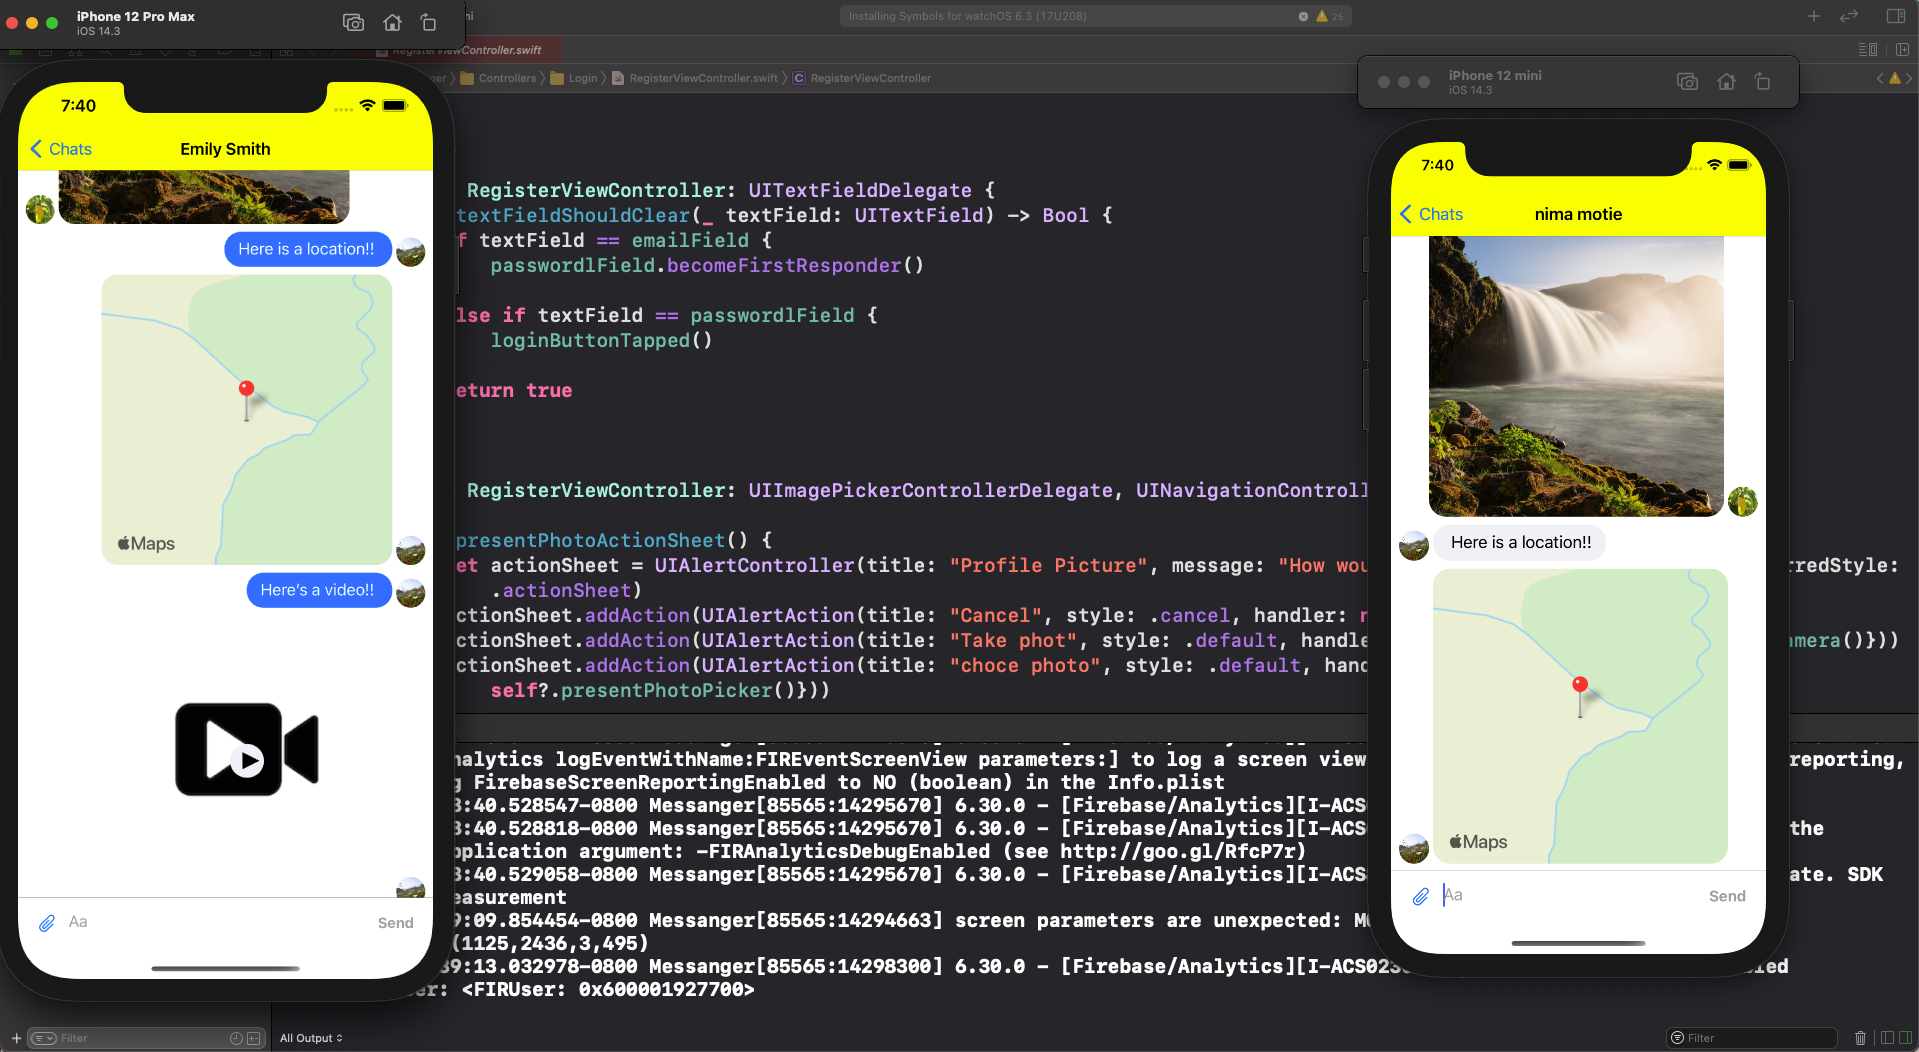 iPhone 12 Pro Max
iOS 14.3
Installing Symbols for watchOS 6.3 (17U208)
25
RegisterViewController.swift
Controllers
Login
RegisterViewController.swift
C
RegisterViewController
7:40
Chats
Emily Smith
Here is a location!!
Maps
Here's a video!!
Aa
Send
RegisterViewController: UITextFieldDelegate {
textFieldShouldClear(_ textField: UITextField) -> Bool {
f textField == emailField {
passwordlField.becomeFirstResponder()
lse if textField == passwordlField {
loginButtonTapped()
eturn true
RegisterViewController: UIImagePickerControllerDelegate, UINavigationControll
presentPhotoActionSheet() {
et actionSheet = UIAlertController(title: "Profile Picture", message: "How wou
rredStyle:
.actionSheet)
ctionSheet.addAction(UIAlertAction(title: "Cancel", style: .cancel, handler: n
ctionSheet.addAction(UIAlertAction(title: "Take phot", style: .default, handle
mera()}))
ctionSheet.addAction(UIAlertAction(title: "choce photo", style: .default, hand
self?.presentPhotoPicker()}))
nalytics logEventWithName:FIREventScreenView parameters:] to log a screen view
reporting,
g FirebaseScreenReportingEnabled to NO (boolean) in the Info.plist
3:40.528547-0800 Messanger[85565:14295670] 6.30.0 - [Firebase/Analytics][I-ACS
3:40.528818-0800 Messanger[85565:14295670] 6.30.0 - [Firebase/Analytics][I-ACS
the
pplication argument: -FIRAnalyticsDebugEnabled (see http://goo.gl/RfcP7r)
3:40.529058-0800 Messanger[85565:14295670] 6.30.0 - [Firebase/Analytics][I-ACS
ate. SDK
easurement
9:09.854454-0800 Messanger[85565:14294663] screen parameters are unexpected: M
(1125,2436,3,495)
39:13.032978-0800 Messanger[85565:14298300] 6.30.0 - [Firebase/Analytics][I-ACS023
led
er: <FIRUser: 0x600001927700>
Filter
All Output
Filter
iPhone 12 mini
iOS 14.3
7:40
Chats
nima motie
Here is a location!!
Maps
Aa
Send